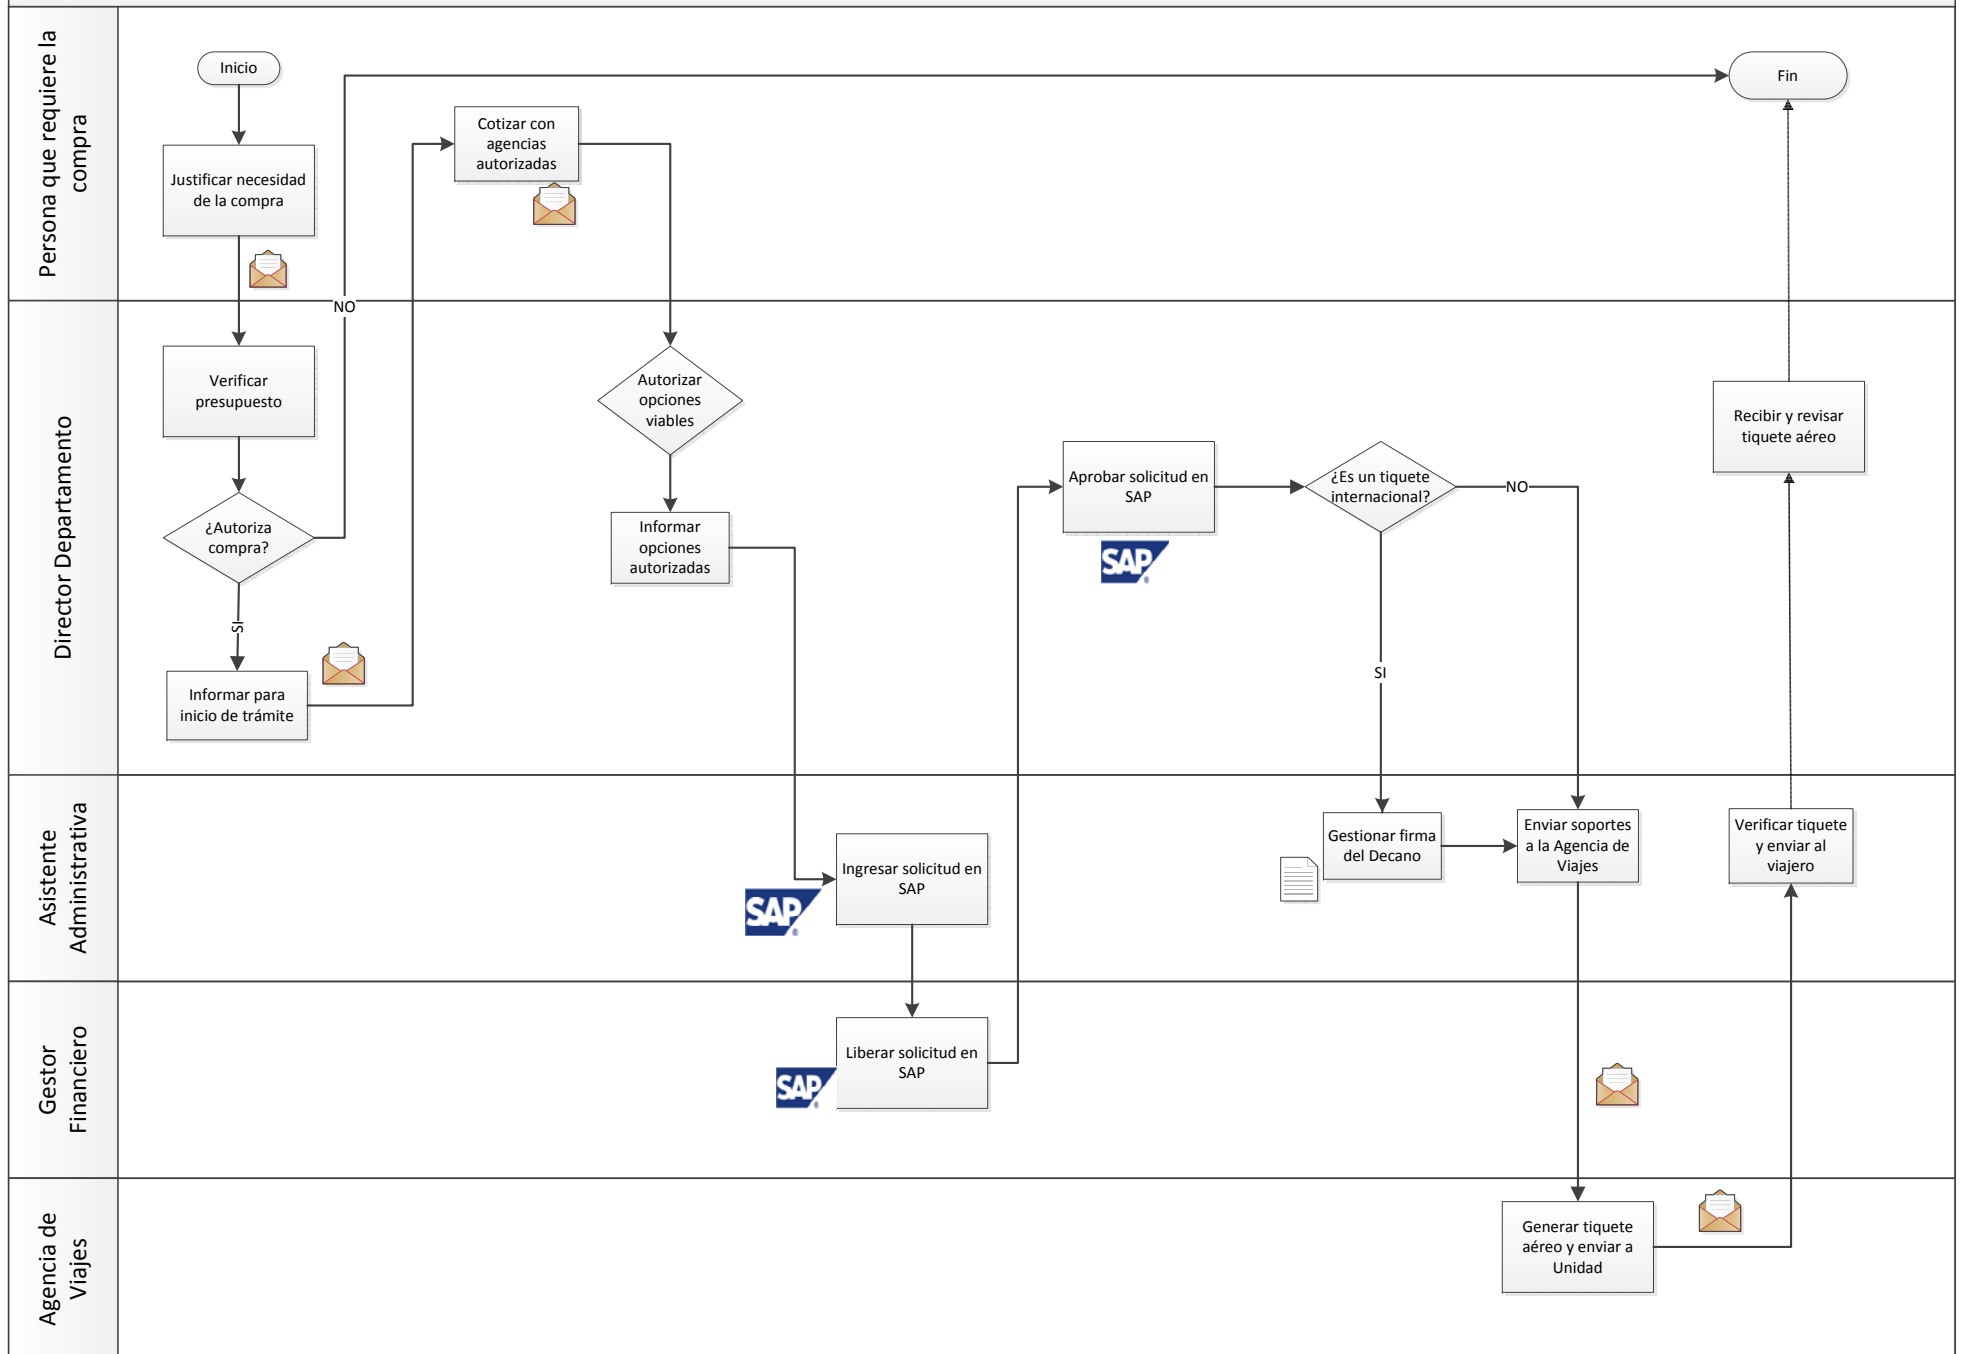 Persona que requiere la
compra
Inicio
Fin
Justificar necesidad
de la compra
Cotizar con
agencias
autorizadas
NO
Director Departamento
Verificar
presupuesto
¿Autoriza
compra?
SI
Informar para
inicio de trámite
Autorizar
opciones
viables
Informar
opciones
autorizadas
Aprobar solicitud en
SAP
SAP
®
¿Es un tiquete
internacional?
NO
SI
Recibir y revisar
tiquete aéreo
Asistente
Administrativa
Ingresar solicitud en
SAP
SAP
®
Gestionar firma
del Decano
Enviar soportes
a la Agencia de
Viajes
Verificar tiquete
y enviar al
viajero
Gestor
Financiero
Liberar solicitud en
SAP
SAP
®
Agencia de
Viajes
Generar tiquete
aéreo y enviar a
Unidad